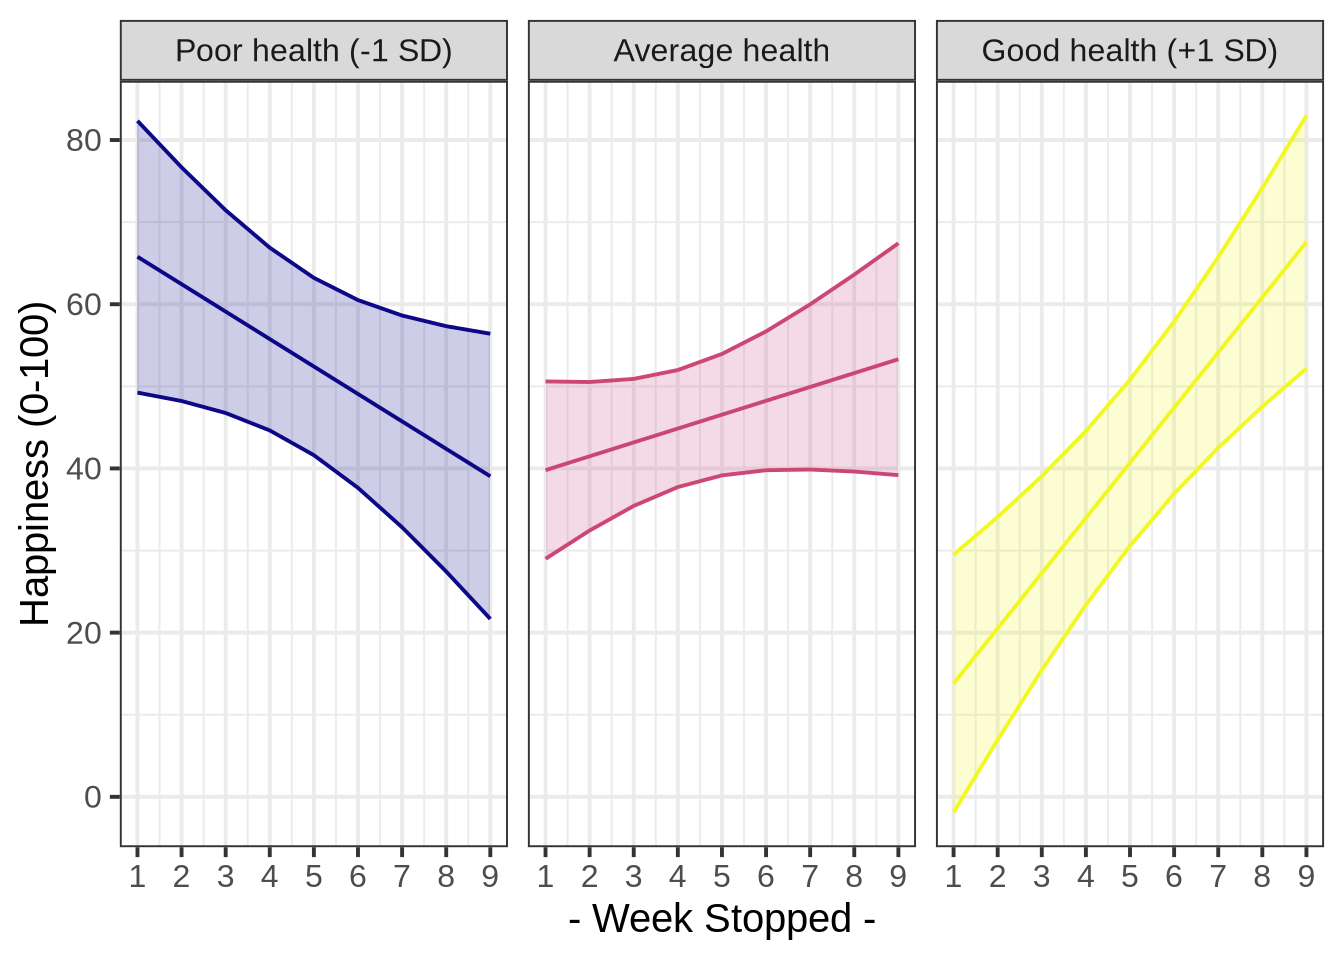 Poor health (-1 SD) Average health Good health (+1 SD)
Happiness (0-100)
80
60
40
20
0
1 2 3 4 5 6 7 8 9 1 2 3 4 5 6 7 8 9 1 2 3 4 5 6 7 8 9
- Week Stopped -